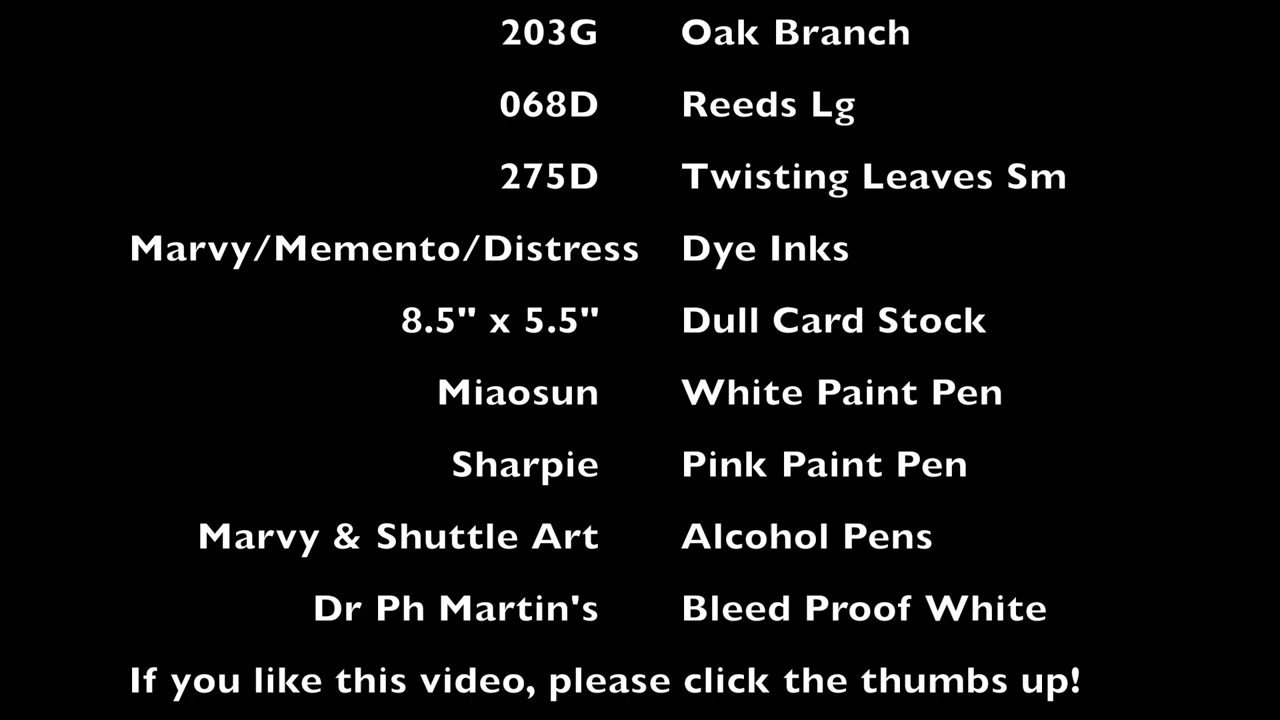 203G Oak Branch
068D Reeds Lg
275D Twisting Leaves Sm
Marvy/Memento/Distress Dye Inks
8.5" x 5.5" Dull Card Stock
Miaosun White Paint Pen
Sharpie Pink Paint Pen
Marvy & Shuttle Art Alcohol Pens
Dr Ph Martin's Bleed Proof White
If you like this video, please click the thumbs up!